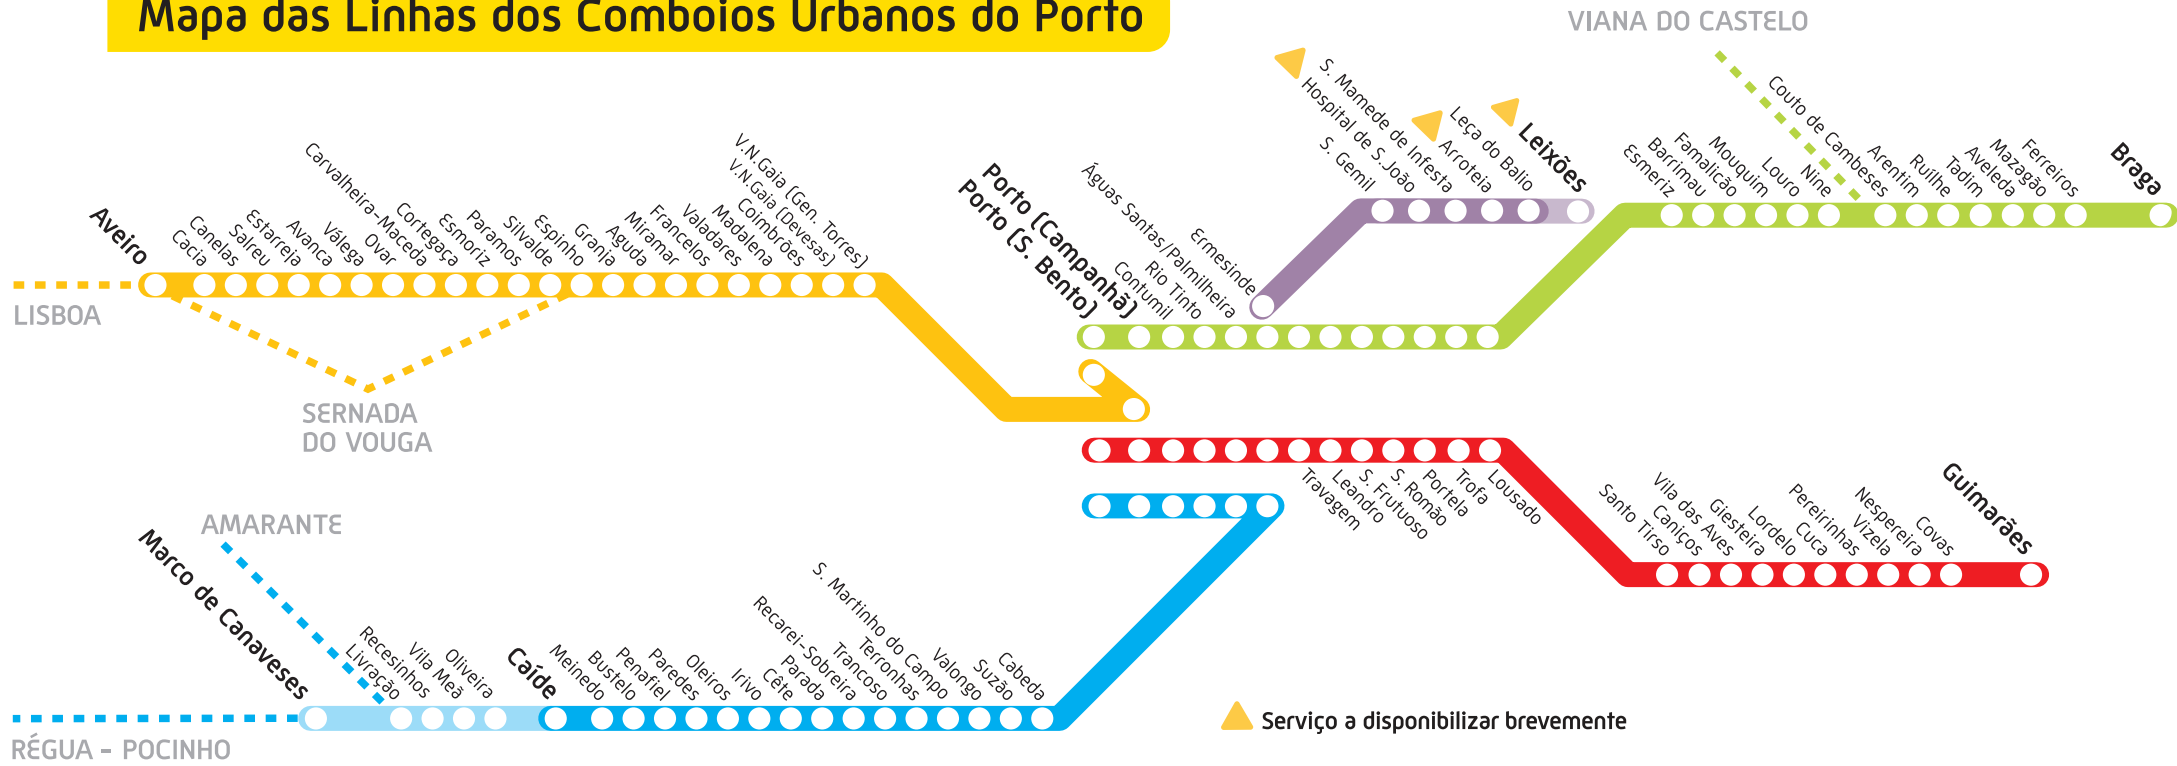 Mapa das Linhas dos Comboios Urbanos do Porto
VIANA DO CASTELO
LISBOA
SERNADA
DO VOUGA
Aveiro
Cacia
Canelas
Salreu
Estarreja
Avanca
Válega
Ovar
Carvalheira-Maceda
Cortegaça
Esmoriz
Paramos
Silvalde
Espinho
Granja
Aguda
Miramar
Francelos
Valadares
Madalena
Coimbrões
V.N.Gaia (Devesas)
V.N.Gaia (Gen. Torres)
Porto (S. Bento)
Porto (Campanhã)
Contumil
Rio Tinto
Águas Santas/Palmilheira
Ermesinde
S. Gemil
Hospital de S.João
S. Mamede de Infesta
Arroteia
Leça do Balio
Leixões
Esmeriz
Barrimau
Famalicão
Mouquim
Louro
Nine
Couto de Cambeses
Arentim
Ruilhe
Tadim
Aveleda
Mazagão
Ferreiros
Braga
Travagem
Leandro
S. Frutuoso
S. Romão
Portela
Trofa
Lousado
Santo Tirso
Caniços
Vila das Aves
Giesteira
Lordelo
Cuca
Pereirinhas
Vizela
Nespereira
Covas
Guimarães
AMARANTE
RÉGUA - POCINHO
Marco de Canaveses
Livração
Recesinhos
Vila Meã
Oliveira
Caíde
Meinedo
Bustelo
Penafiel
Paredes
Oleiros
Irivo
Cête
Parada
Recarei-Sobreira
Trancoso
Terronhas
S. Martinho do Campo
Valongo
Suzão
Cabeda
Serviço a disponibilizar brevemente